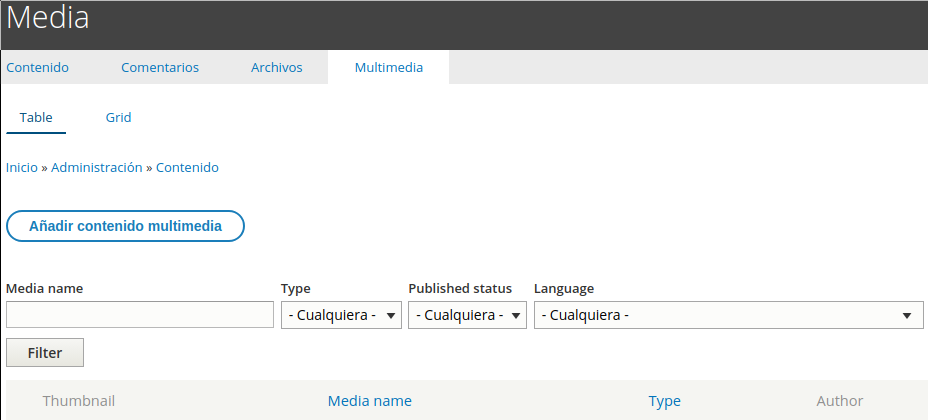 Media
Contenido Comentarios Archivos Multimedia
Table Grid
Inicio » Administración » Contenido
Añadir contenido multimedia
Media name Type Published status Language
- Cualquiera - - Cualquiera - - Cualquiera -
Filter
Thumbnail Media name Type Author